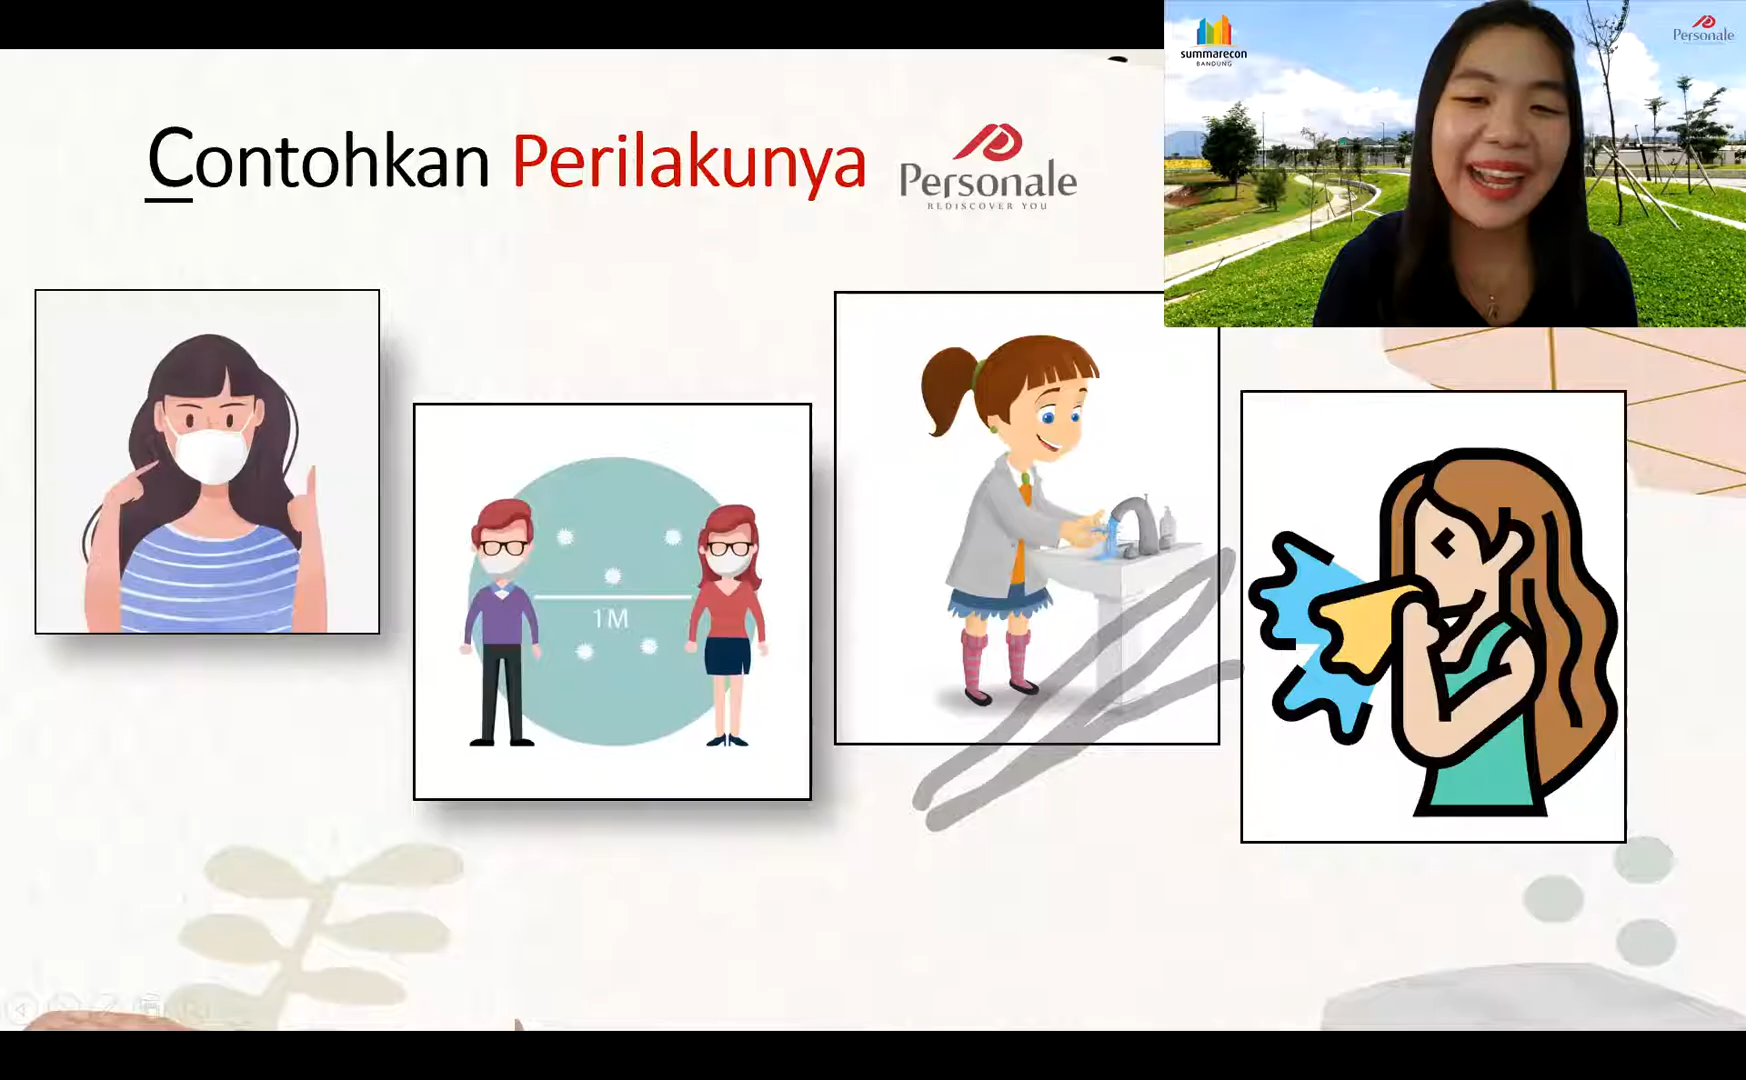 Contohkan Perilakunya
Personale
REDISCOVER YOU
summarecon
BANDUNG
Personale
1M